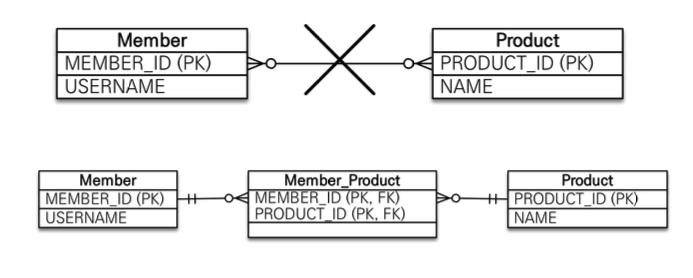 Member
MEMBER_ID (PK)
USERNAME
Product
PRODUCT_ID (PK)
NAME
Member
MEMBER_ID (PK)
USERNAME
Member_Product
MEMBER_ID (PK, FK)
PRODUCT_ID (PK, FK)
Product
PRODUCT_ID (PK)
NAME